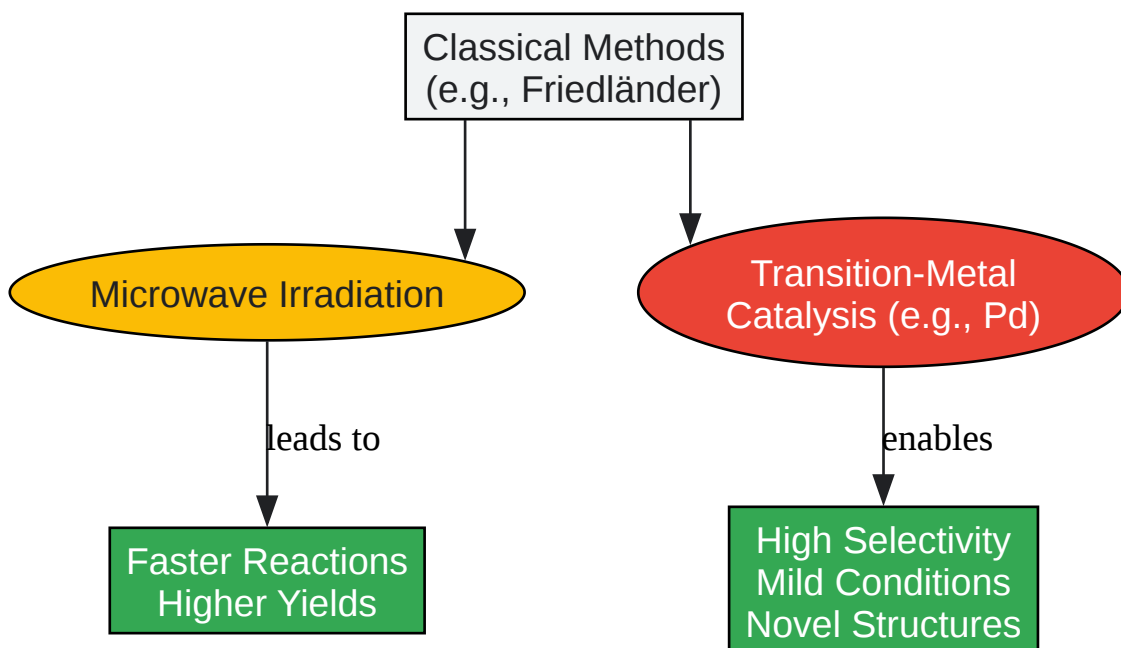 Classical Methods
(e.g., Friedländer)
Microwave Irradiation
Transition-Metal
Catalysis (e.g., Pd)
leads to
enables
Faster Reactions
Higher Yields
High Selectivity
Mild Conditions
Novel Structures